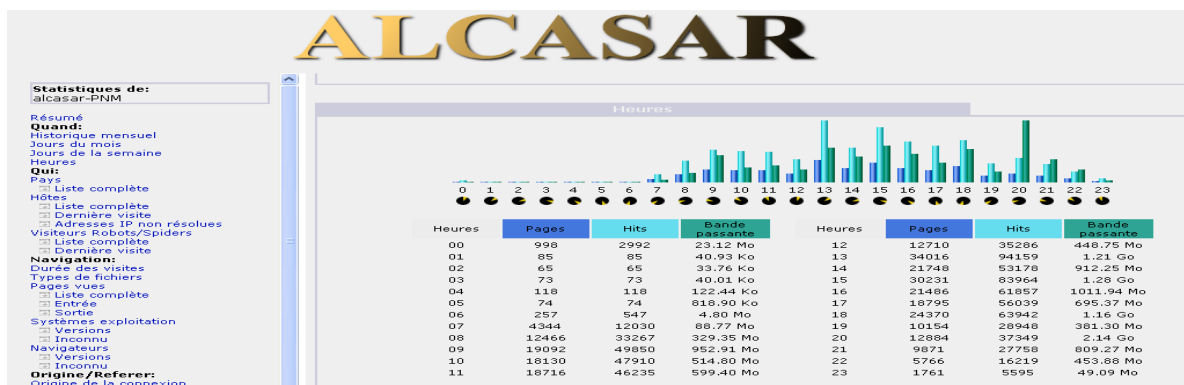 ALCASAR
Statistiques de:
alcasar-PNM
Résumé
Quand:
Historique mensuel
Jours du mois
Jours de la semaine
Heures
Qui:
Pays
Liste complète
Hôtes
Liste complète
Dernière visite
Adresses IP non résolues
Visiteurs Robots/Spiders
Liste complète
Dernière visite
Navigation:
Durée des visites
Types de fichiers
Pages vues
Liste complète
Entrée
Sortie
Systèmes exploitation
Versions
Inconnu
Navigateurs
Versions
Inconnu
Origine/Referer:
Origine de la connexion
Heures
0 1 2 3 4 5 6 7 8 9 10 11 12 13 14 15 16 17 18 19 20 21 22 23
Heures Pages Hits Bande passante Heures Pages Hits Bande passante
00 998 2992 23.12 Mo 12 12710 35286 448.75 Mo
01 85 85 40.93 Ko 13 34016 94159 1.21 Go
02 65 65 33.76 Ko 14 21748 53178 912.25 Mo
03 73 73 40.01 Ko 15 30231 83964 1.28 Go
04 118 118 122.44 Ko 16 21486 61857 1011.94 Mo
05 74 74 818.90 Ko 17 18795 56039 695.37 Mo
06 257 547 4.80 Mo 18 24370 63942 1.16 Go
07 4344 12030 88.77 Mo 19 10154 28948 381.30 Mo
08 12466 33267 329.35 Mo 20 12884 37349 2.14 Go
09 19092 49850 952.91 Mo 21 9871 27758 809.27 Mo
10 18130 47910 514.80 Mo 22 5766 16219 453.88 Mo
11 18716 46235 599.40 Mo 23 1761 5595 49.09 Mo